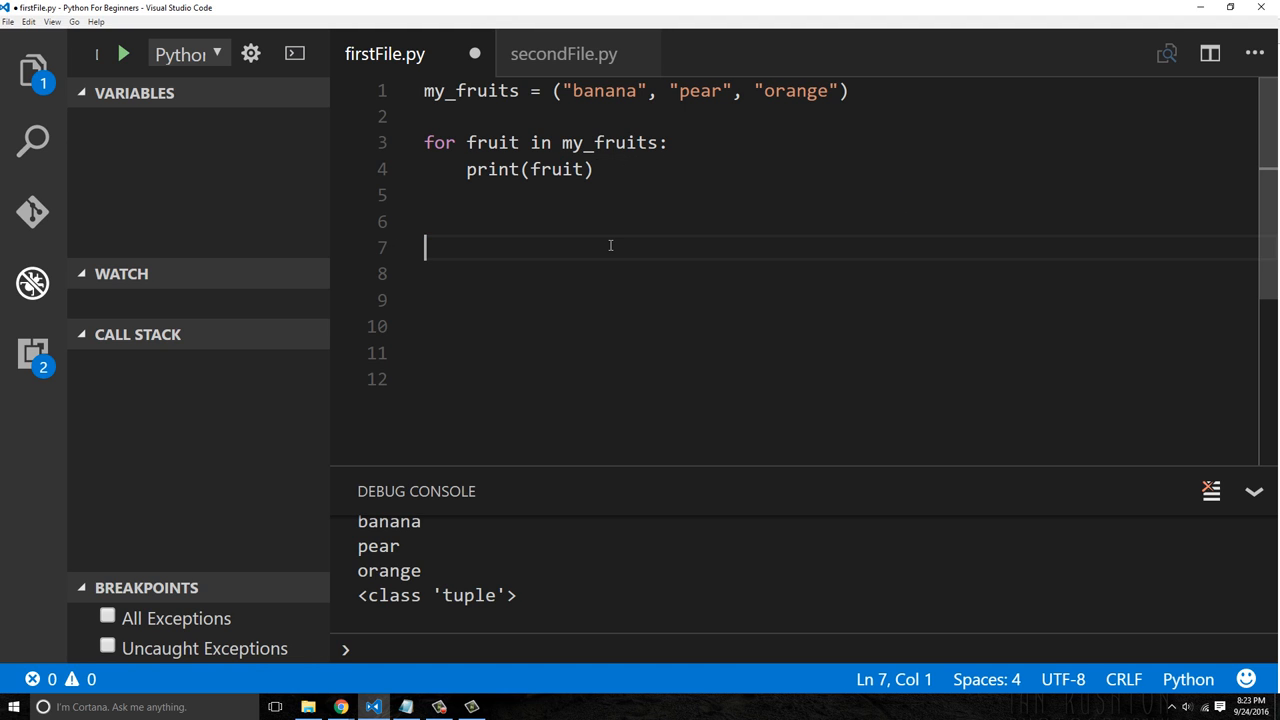 ● firstFile.py - Python For Beginners - Visual Studio Code
File Edit View Go Help
Python ▼ firstFile.py ● secondFile.py ···
1
VARIABLES
1 my_fruits = ("banana", "pear", "orange")
2
3 for fruit in my_fruits:
4 print(fruit)
5
6
7
8
9
10
11
12
WATCH
CALL STACK
2
DEBUG CONSOLE
banana
pear
orange
<class 'tuple'>
›
BREAKPOINTS
All Exceptions
Uncaught Exceptions
0 0 Ln 7, Col 1 Spaces: 4 UTF-8 CRLF Python
I'm Cortana. Ask me anything.
8:23 PM
9/24/2016